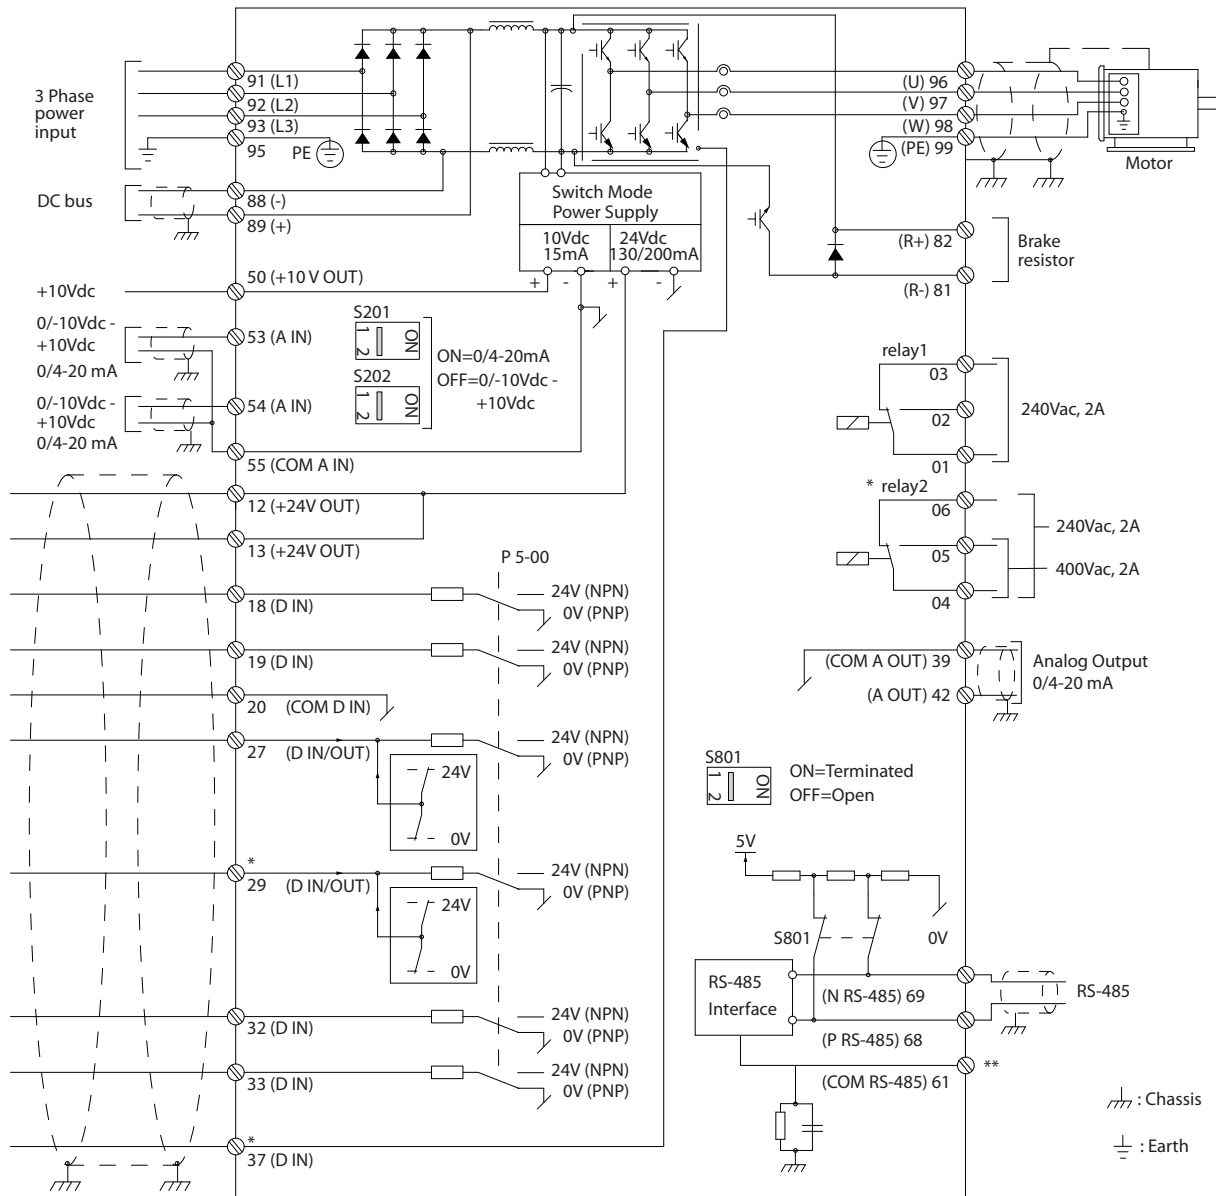 3 Phase
power
input
91 (L1)
92 (L2)
93 (L3)
95
PE
DC bus
88 (-)
89 (+)
50 (+10 V OUT)
+10Vdc
0/-10Vdc -
+10Vdc
0/4-20 mA
53 (A IN)
0/-10Vdc -
+10Vdc
0/4-20 mA
54 (A IN)
55 (COM A IN)
12 (+24V OUT)
13 (+24V OUT)
18 (D IN)
19 (D IN)
20 (COM D IN)
27 (D IN/OUT)
24V
0V
*
29 (D IN/OUT)
24V
0V
32 (D IN)
33 (D IN)
*
37 (D IN)
Switch Mode
Power Supply
10Vdc
15mA
24Vdc
130/200mA
+ - + -
S201
1 2
ON
S202
1 2
ON
ON=0/4-20mA
OFF=0/-10Vdc -
+10Vdc
P 5-00
24V (NPN)
0V (PNP)
24V (NPN)
0V (PNP)
24V (NPN)
0V (PNP)
24V (NPN)
0V (PNP)
24V (NPN)
0V (PNP)
24V (NPN)
0V (PNP)
(U) 96
(V) 97
(W) 98
(PE) 99
Motor
(R+) 82
(R-) 81
Brake
resistor
relay1
03
02
01
240Vac, 2A
* relay2
06
05
04
240Vac, 2A
400Vac, 2A
(COM A OUT) 39
(A OUT) 42
Analog Output
0/4-20 mA
S801
1 2
ON
ON=Terminated
OFF=Open
5V
S801
0V
RS-485
Interface
(N RS-485) 69
(P RS-485) 68
(COM RS-485) 61
**
RS-485
: Chassis
: Earth